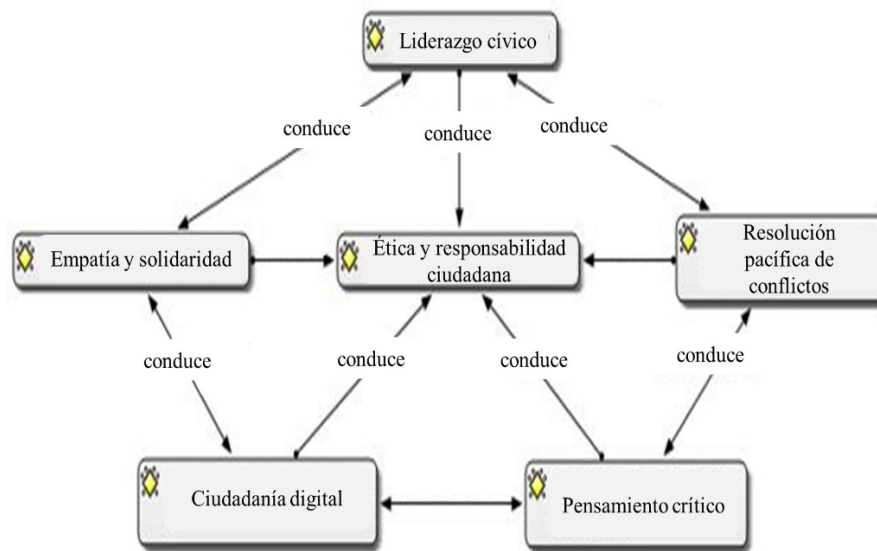 Liderazgo cívico
conduce
conduce
conduce
Empatía y solidaridad
Ética y responsabilidad
ciudadana
Resolución
pacífica de
conflictos
conduce
conduce
conduce
conduce
Ciudadanía digital
Pensamiento crítico